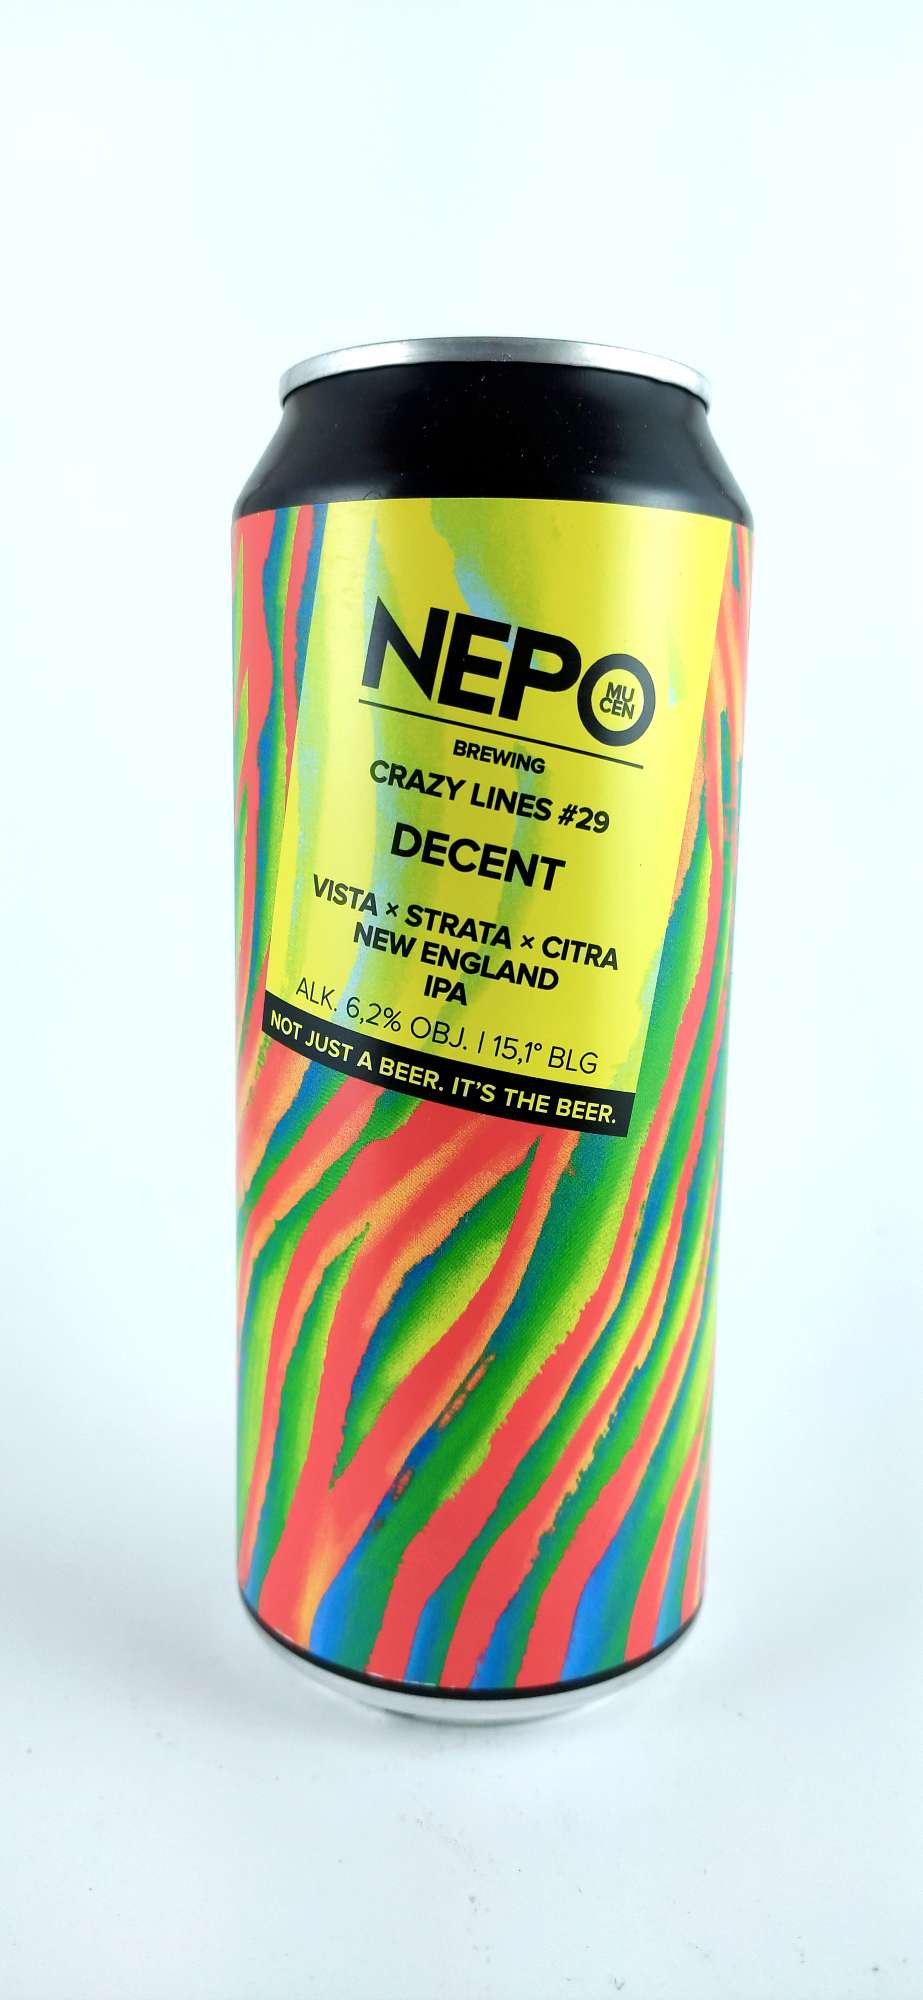 NEPO
MU
CEN
BREWING
CRAZY LINES #29
DECENT
VISTA × STRATA × CITRA
NEW ENGLAND
IPA
ALK. 6,2% OBJ. | 15,1° BLG
NOT JUST A BEER. IT'S THE BEER.